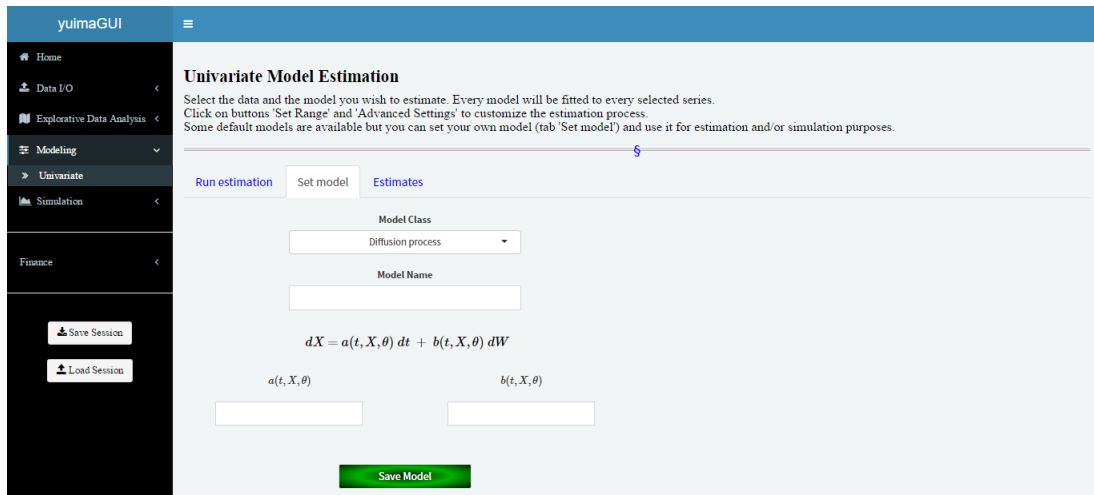 yuimaGUI
Home
Data I/O
Explorative Data Analysis
Modeling
» Univariate
Simulation
Finance
Save Session
Load Session
Univariate Model Estimation
Select the data and the model you wish to estimate. Every model will be fitted to every selected series.
Click on buttons 'Set Range' and 'Advanced Settings' to customize the estimation process.
Some default models are available but you can set your own model (tab 'Set model') and use it for estimation and/or simulation purposes.
§
Run estimation Set model Estimates
Model Class
Diffusion process
Model Name
dX = a(t, X, θ) dt + b(t, X, θ) dW
a(t, X, θ) b(t, X, θ)
Save Model